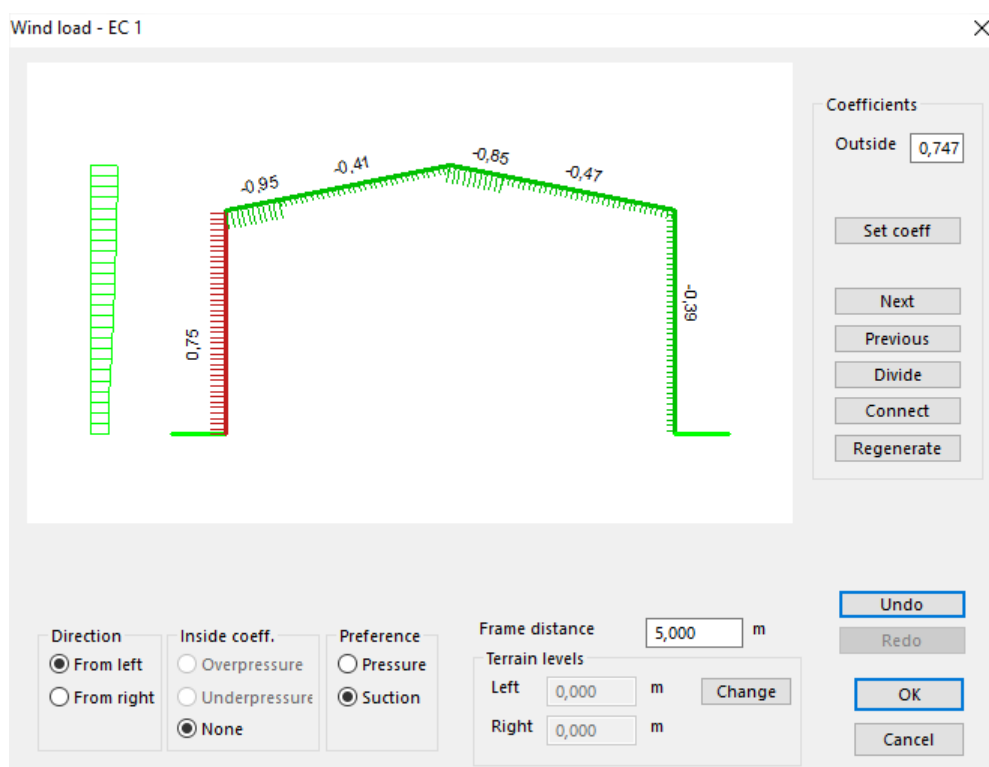 Wind load - EC 1
Coefficients
Outside 0,747
-0,95
-0,41
-0,85
-0,47
0,75
-0,39
Set coeff
Next
Previous
Divide
Connect
Regenerate
Undo
Redo
Direction
From left
From right
Inside coeff.
Overpressure
Underpressure
None
Preference
Pressure
Suction
Frame distance 5,000 m
Terrain levels
Left 0,000 m Change
Right 0,000 m
OK
Cancel